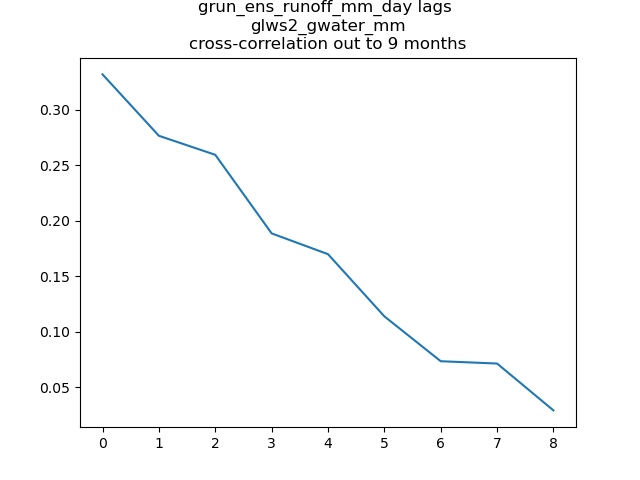 grun_ens_runoff_mm_day lags
glws2_gwater_mm
cross-correlation out to 9 months
0.30
0.25
0.20
0.15
0.10
0.05
0 1 2 3 4 5 6 7 8